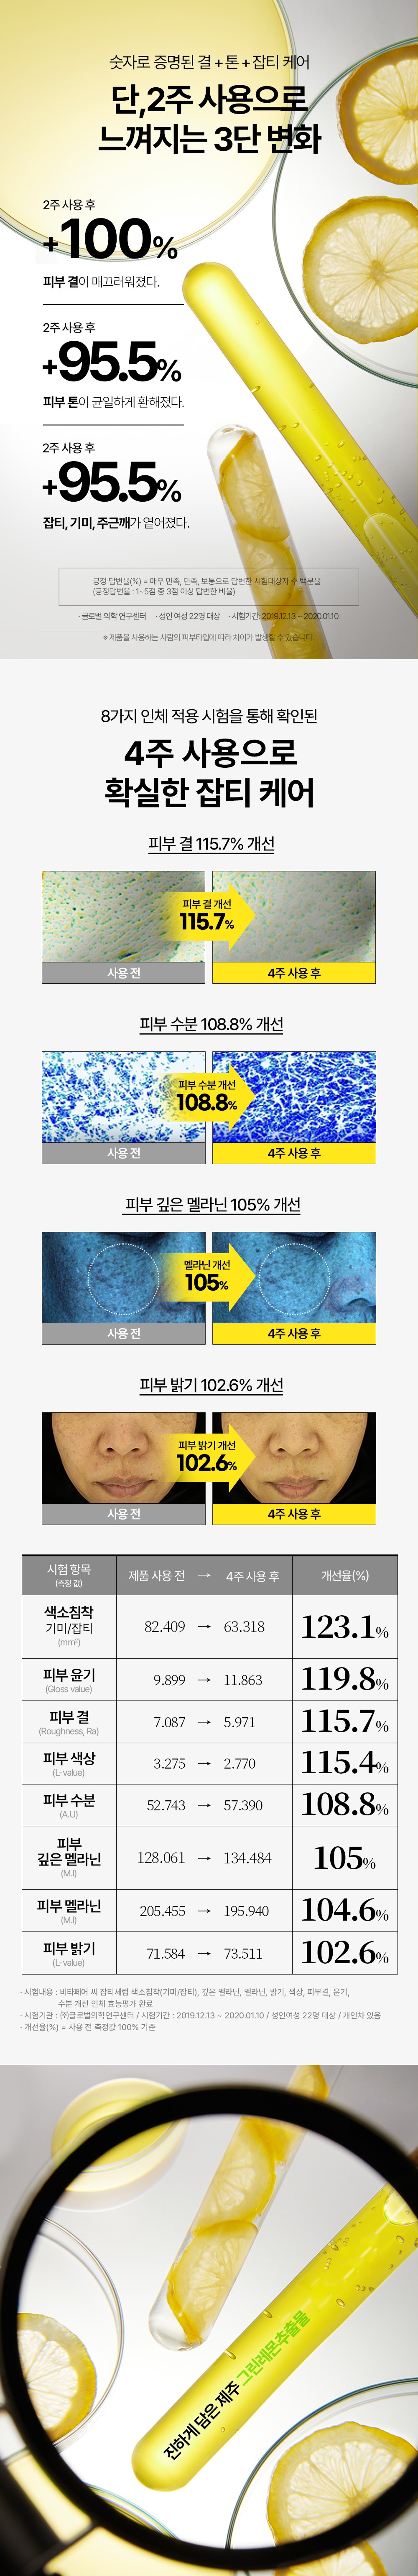 숫자로 증명된 결 + 톤 + 잡티 케어
단,2주 사용으로
느껴지는 3단 변화
2주 사용 후
+100%
피부 결이 매끄러워졌다.
2주 사용 후
+95.5%
피부 톤이 균일하게 환해졌다.
2주 사용 후
+95.5%
잡티, 기미, 주근깨가 옅어졌다.
긍정 답변율(%) = 매우 만족, 만족, 보통으로 답변한 시험대상자 수 백분율
(긍정답변율 : 1~5점 중 3점 이상 답변한 비율)
· 글로벌 의학 연구센터 · 성인 여성 22명 대상 · 시험기간: 2019.12.13 ~ 2020.01.10
※ 제품을 사용하는 사람의 피부타입에 따라 차이가 발생할 수 있습니다.
8가지 인체 적용 시험을 통해 확인된
4주 사용으로
확실한 잡티 케어
피부 결 115.7% 개선
피부 결 개선
115.7%
사용 전
4주 사용 후
피부 수분 108.8% 개선
피부 수분 개선
108.8%
사용 전
4주 사용 후
피부 깊은 멜라닌 105% 개선
멜라닌 개선
105%
사용 전
4주 사용 후
피부 밝기 102.6% 개선
피부 밝기 개선
102.6%
사용 전
4주 사용 후
시험 항목 제품 사용 전 → 4주 사용 후 개선율(%)
(측정 값)
색소침착
기미/잡티 82.409 → 63.318 123.1%
(mm²)
피부 윤기 9.899 → 11.863 119.8%
(Gloss value)
피부 결 7.087 → 5.971 115.7%
(Roughness, Ra)
피부 색상 3.275 → 2.770 115.4%
(L-value)
피부 수분 52.743 → 57.390 108.8%
(A.U)
피부
깊은 멜라닌 128.061 → 134.484 105%
(M.I)
피부 멜라닌 205.455 → 195.940 104.6%
(M.I)
피부 밝기 71.584 → 73.511 102.6%
(L-value)
· 시험내용 : 비타페어 씨 잡티세럼 색소침착(기미/잡티), 깊은 멜라닌, 멜라닌, 밝기, 색상, 피부결, 윤기,
수분 개선 인체 효능평가 완료
· 시험기관 : ㈜글로벌의학연구센터 / 시험기간 : 2019.12.13 ~ 2020.01.10 / 성인여성 22명 대상 / 개인차 있음
· 개선율(%) = 사용 전 측정값 100% 기준
진하게 담은 제주 그린레몬추출물